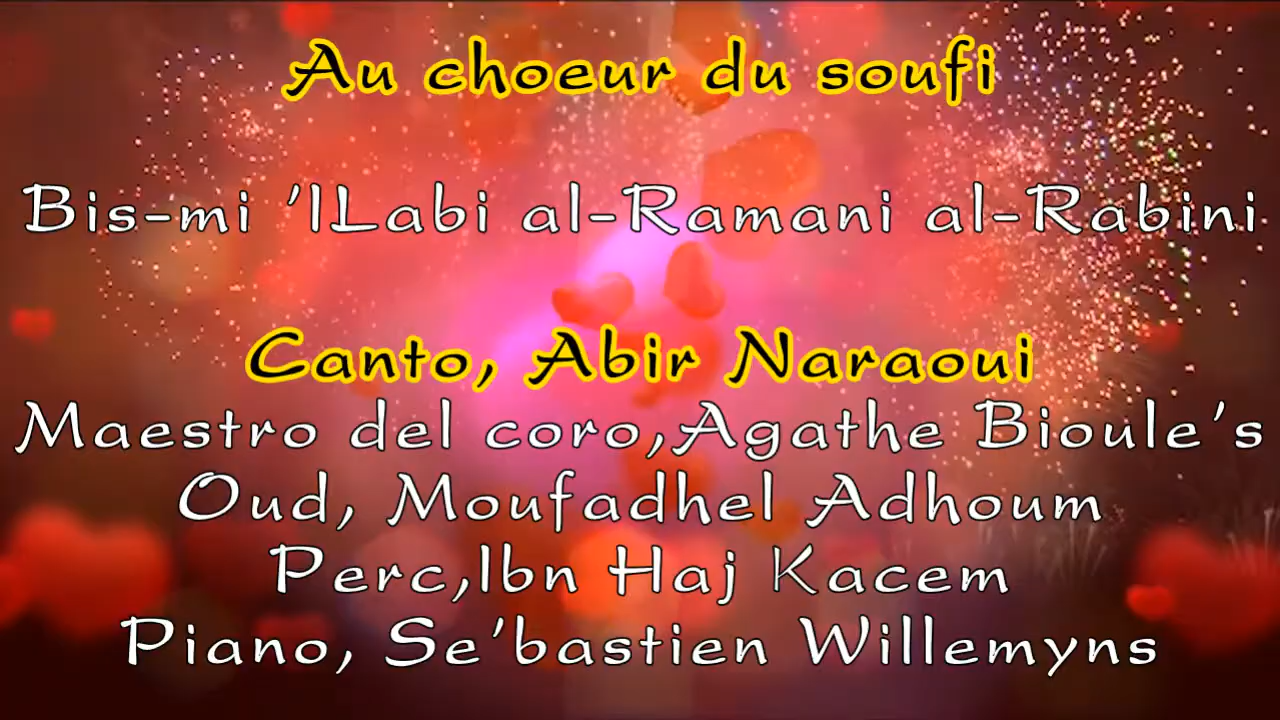 Au choeur du soufi
Bis-mi 'lLabi al-Ramani al-Rabini
Canto, Abir Naraoui
Maestro del coro,Agathe Bioule's
Oud, Moufadhel Adhoum
Perc,Ibn Haj Kacem
Piano, Se'bastien Willemyns